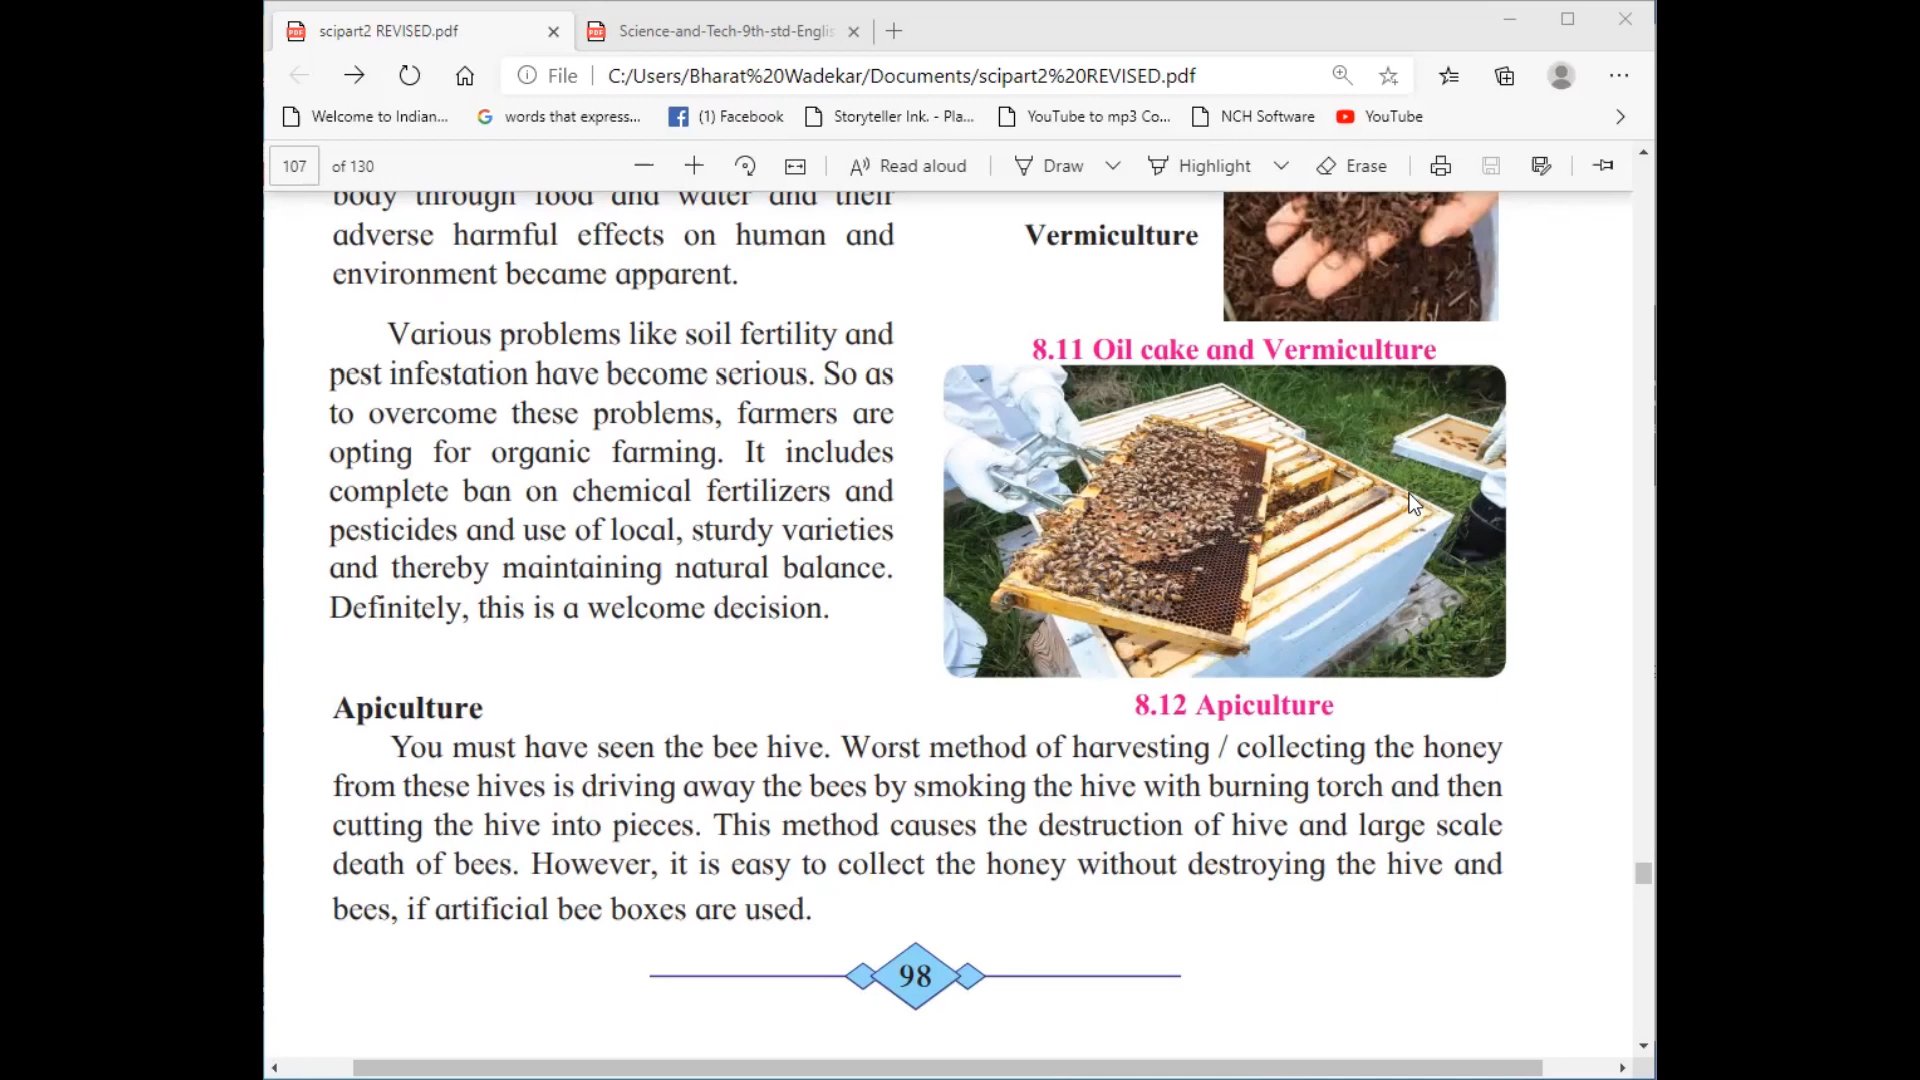 scipart2 REVISED.pdf
Science-and-Tech-9th-std-Englis
File
C:/Users/Bharat%20Wadekar/Documents/scipart2%20REVISED.pdf
Welcome to Indian...
words that express...
(1) Facebook
Storyteller Ink. - Pla...
YouTube to mp3 Co...
NCH Software
YouTube
107 of 130
Read aloud
Draw
Highlight
Erase
body through food and water and their
adverse harmful effects on human and
environment became apparent.
Various problems like soil fertility and
pest infestation have become serious. So as
to overcome these problems, farmers are
opting for organic farming. It includes
complete ban on chemical fertilizers and
pesticides and use of local, sturdy varieties
and thereby maintaining natural balance.
Definitely, this is a welcome decision.
Vermiculture
8.11 Oil cake and Vermiculture
8.12 Apiculture
Apiculture
You must have seen the bee hive. Worst method of harvesting / collecting the honey
from these hives is driving away the bees by smoking the hive with burning torch and then
cutting the hive into pieces. This method causes the destruction of hive and large scale
death of bees. However, it is easy to collect the honey without destroying the hive and
bees, if artificial bee boxes are used.
98